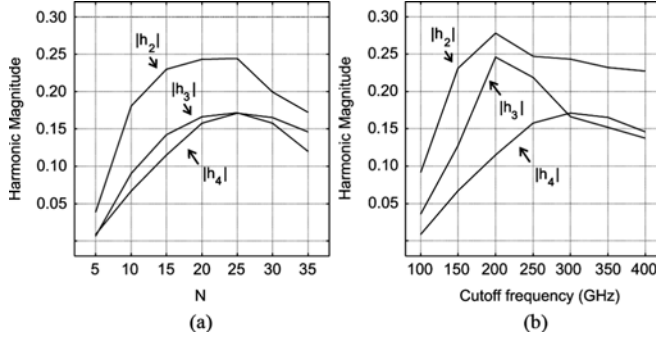 Harmonic Magnitude
0.30
0.25
0.20
0.15
0.10
0.05
|h2|
|h3|
|h4|
5 10 15 20 25 30 35
N
(a)
Harmonic Magnitude
0.30
0.25
0.20
0.15
0.10
0.05
|h2|
|h3|
|h4|
100 150 200 250 300 350 400
Cutoff frequency (GHz)
(b)